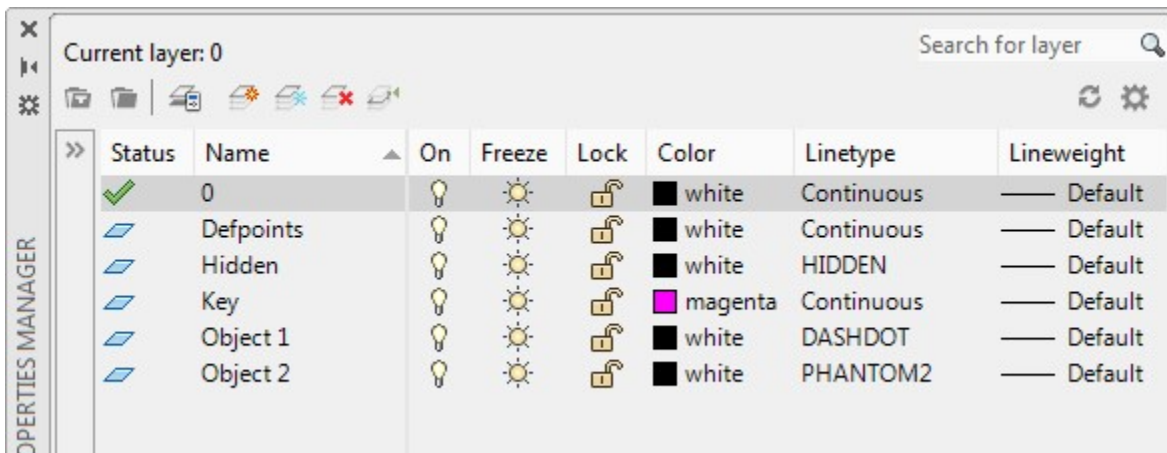 Current layer: 0
Search for layer
Status Name On Freeze Lock Color Linetype Lineweight
0 white Continuous Default
Defpoints white Continuous Default
Hidden white HIDDEN Default
Key magenta Continuous Default
Object 1 white DASHDOT Default
Object 2 white PHANTOM2 Default
OPERTIES MANAGER